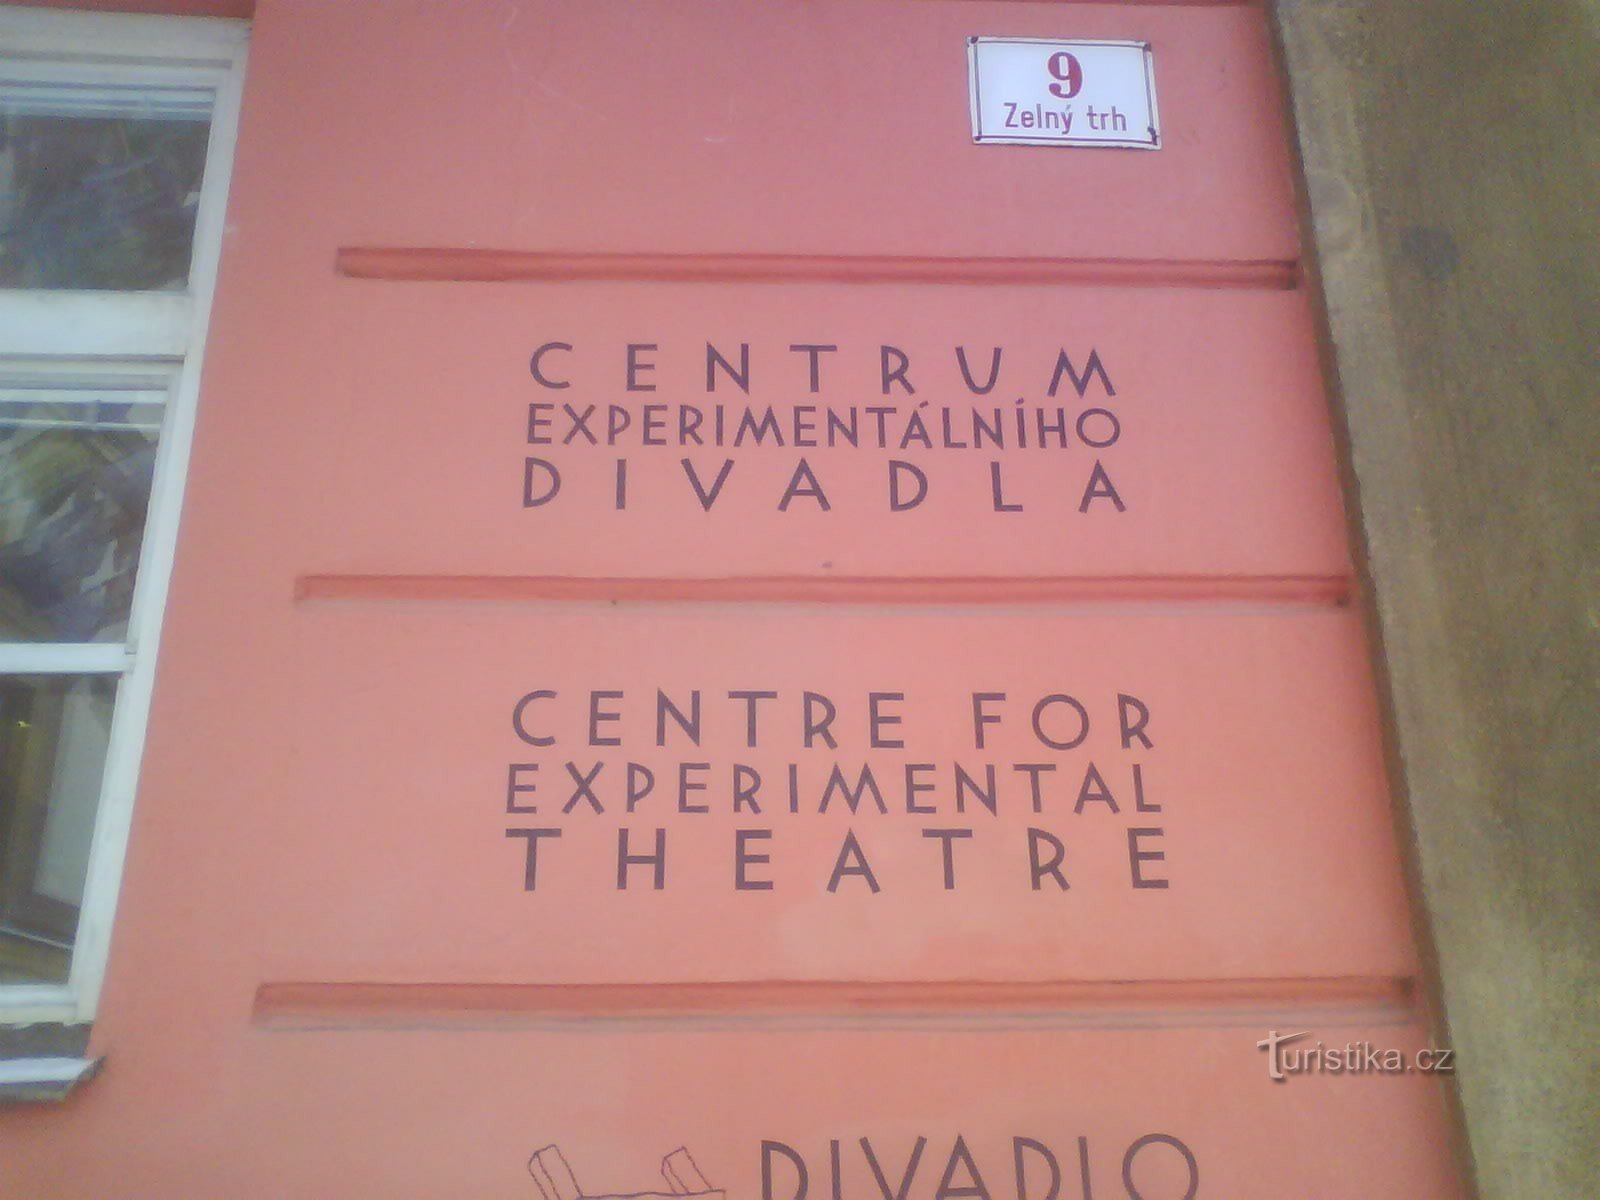 9
Zelný trh
CENTRUM
EXPERIMENTÁLNÍHO
DIVADLA
CENTRE FOR
EXPERIMENTAL
THEATRE
Turistika.cz
DIVADLO